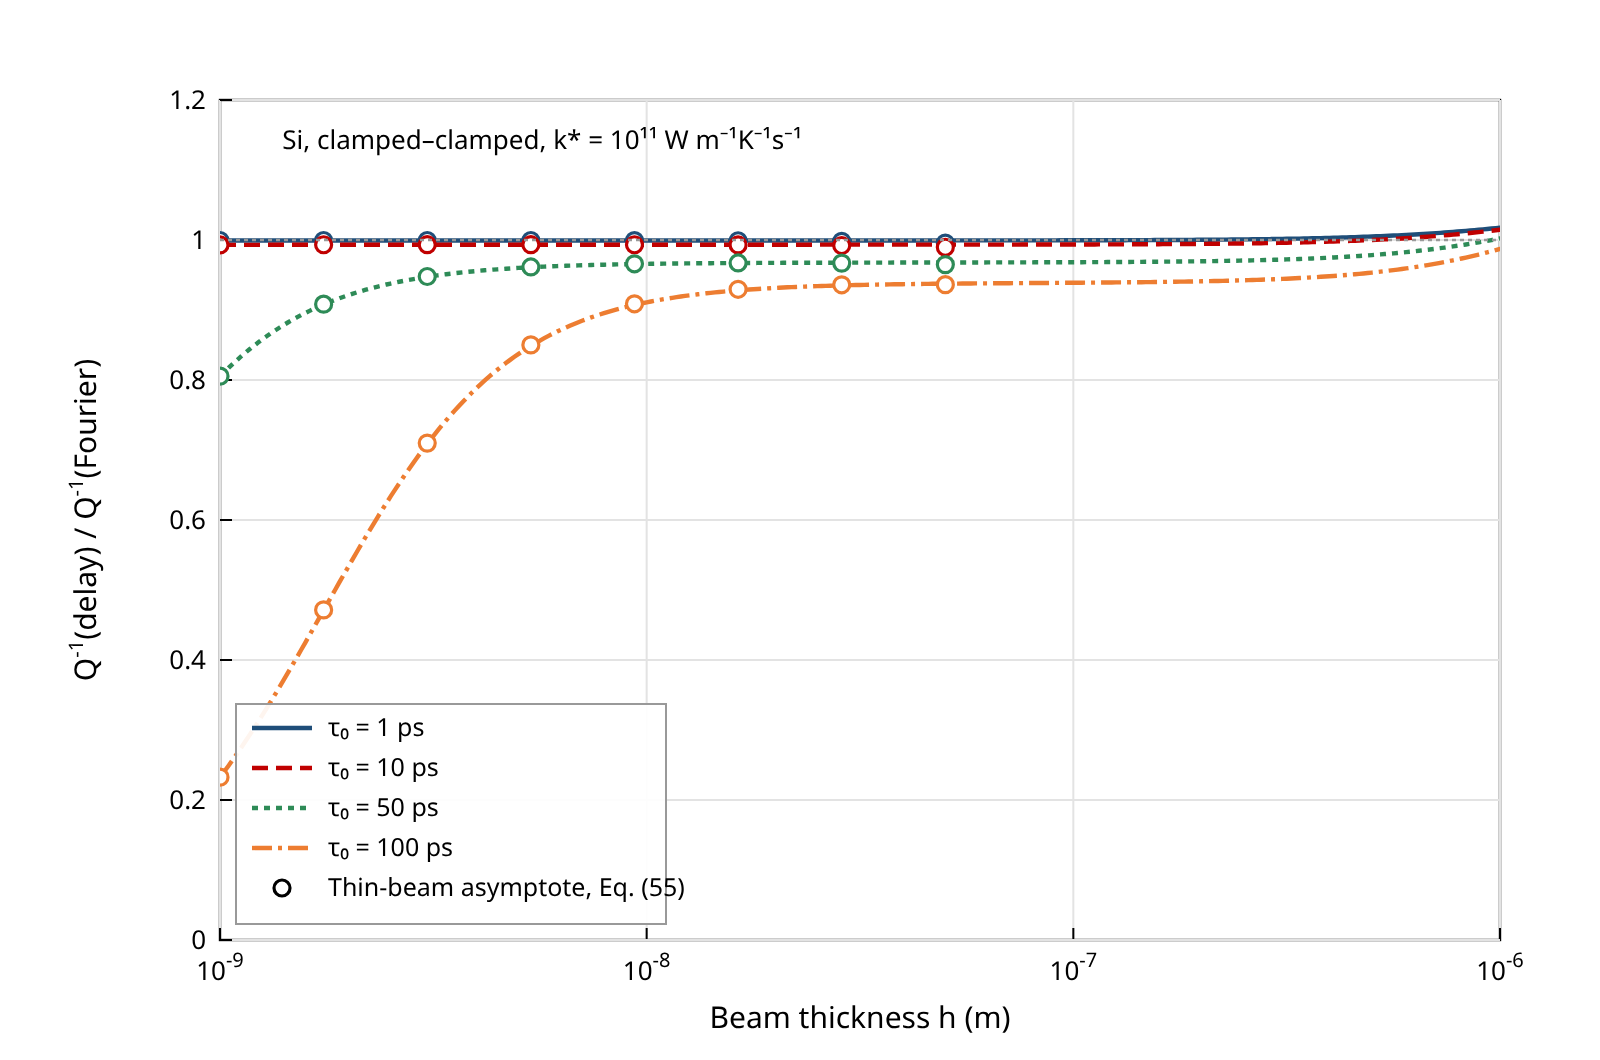 1.2
Si, clamped–clamped, k* = 10¹¹ W m⁻¹K⁻¹s⁻¹
1
0.8
0.6
0.4
0.2
0
Q⁻¹(delay) / Q⁻¹(Fourier)
τ₀ = 1 ps
τ₀ = 10 ps
τ₀ = 50 ps
τ₀ = 100 ps
Thin-beam asymptote, Eq. (55)
10⁻⁹ 10⁻⁸ 10⁻⁷ 10⁻⁶
Beam thickness h (m)